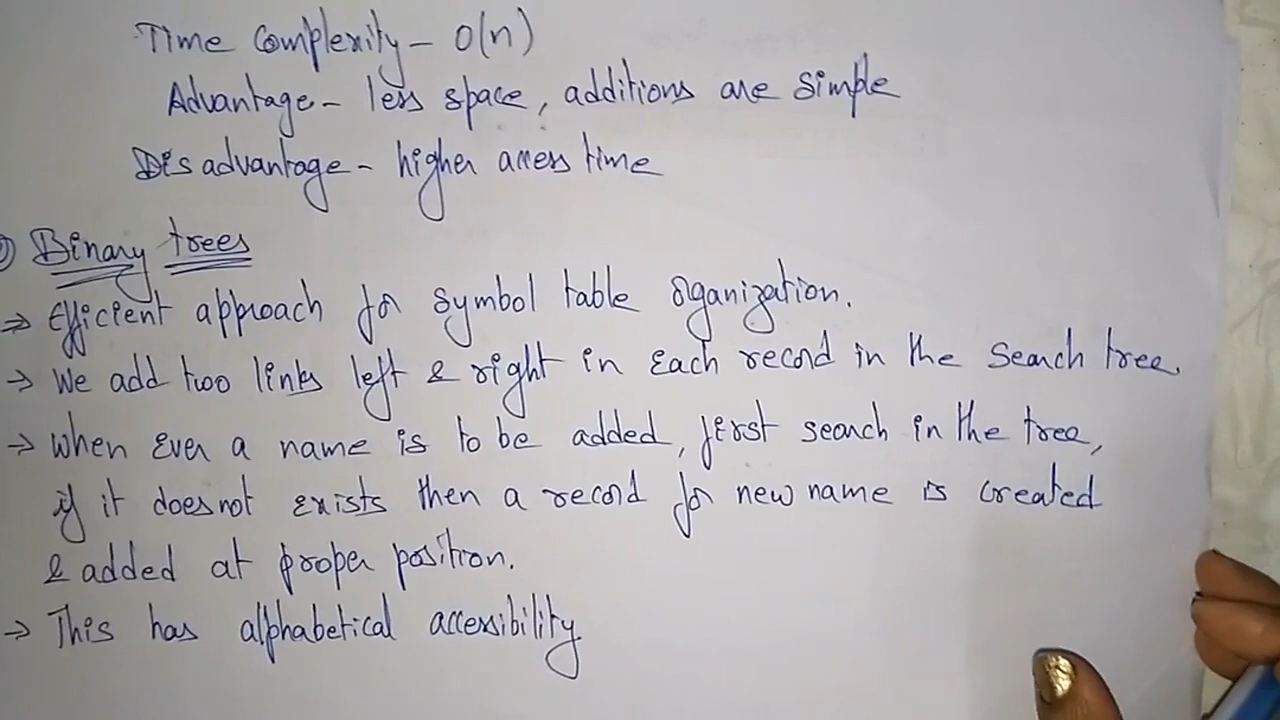 Time Complexity - O(n)
Advantage - less space, additions are simple
Disadvantage - higher access time
Binary trees
⇒ Efficient approach for symbol table organization.
→ We add two links left & right in each record in the search tree.
→ When ever a name is to be added, first search in the tree,
if it does not exists then a record for new name is created
& added at proper position.
→ This has alphabetical accessibility